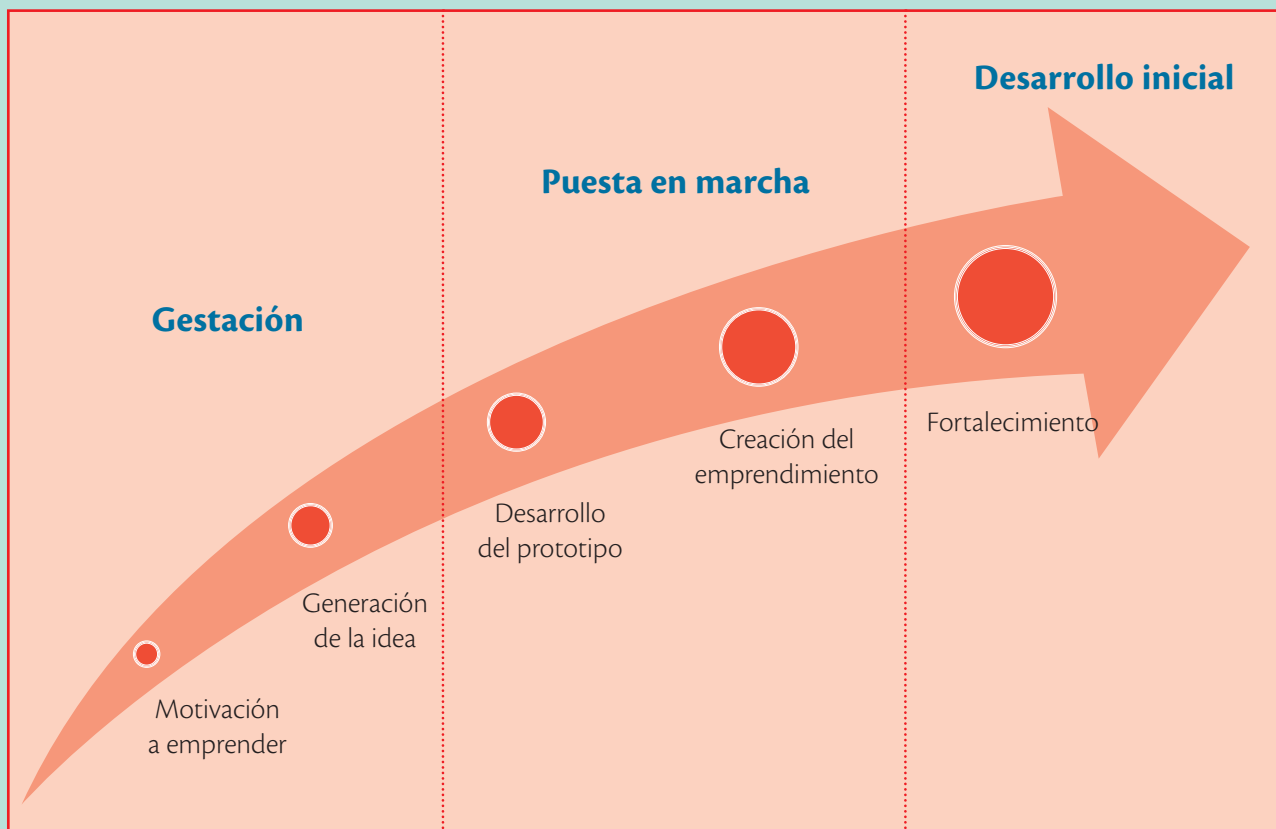 Desarrollo inicial
Puesta en marcha
Gestación
Fortalecimiento
Creación del
emprendimiento
Desarrollo
del prototipo
Generación
de la idea
Motivación
a emprender